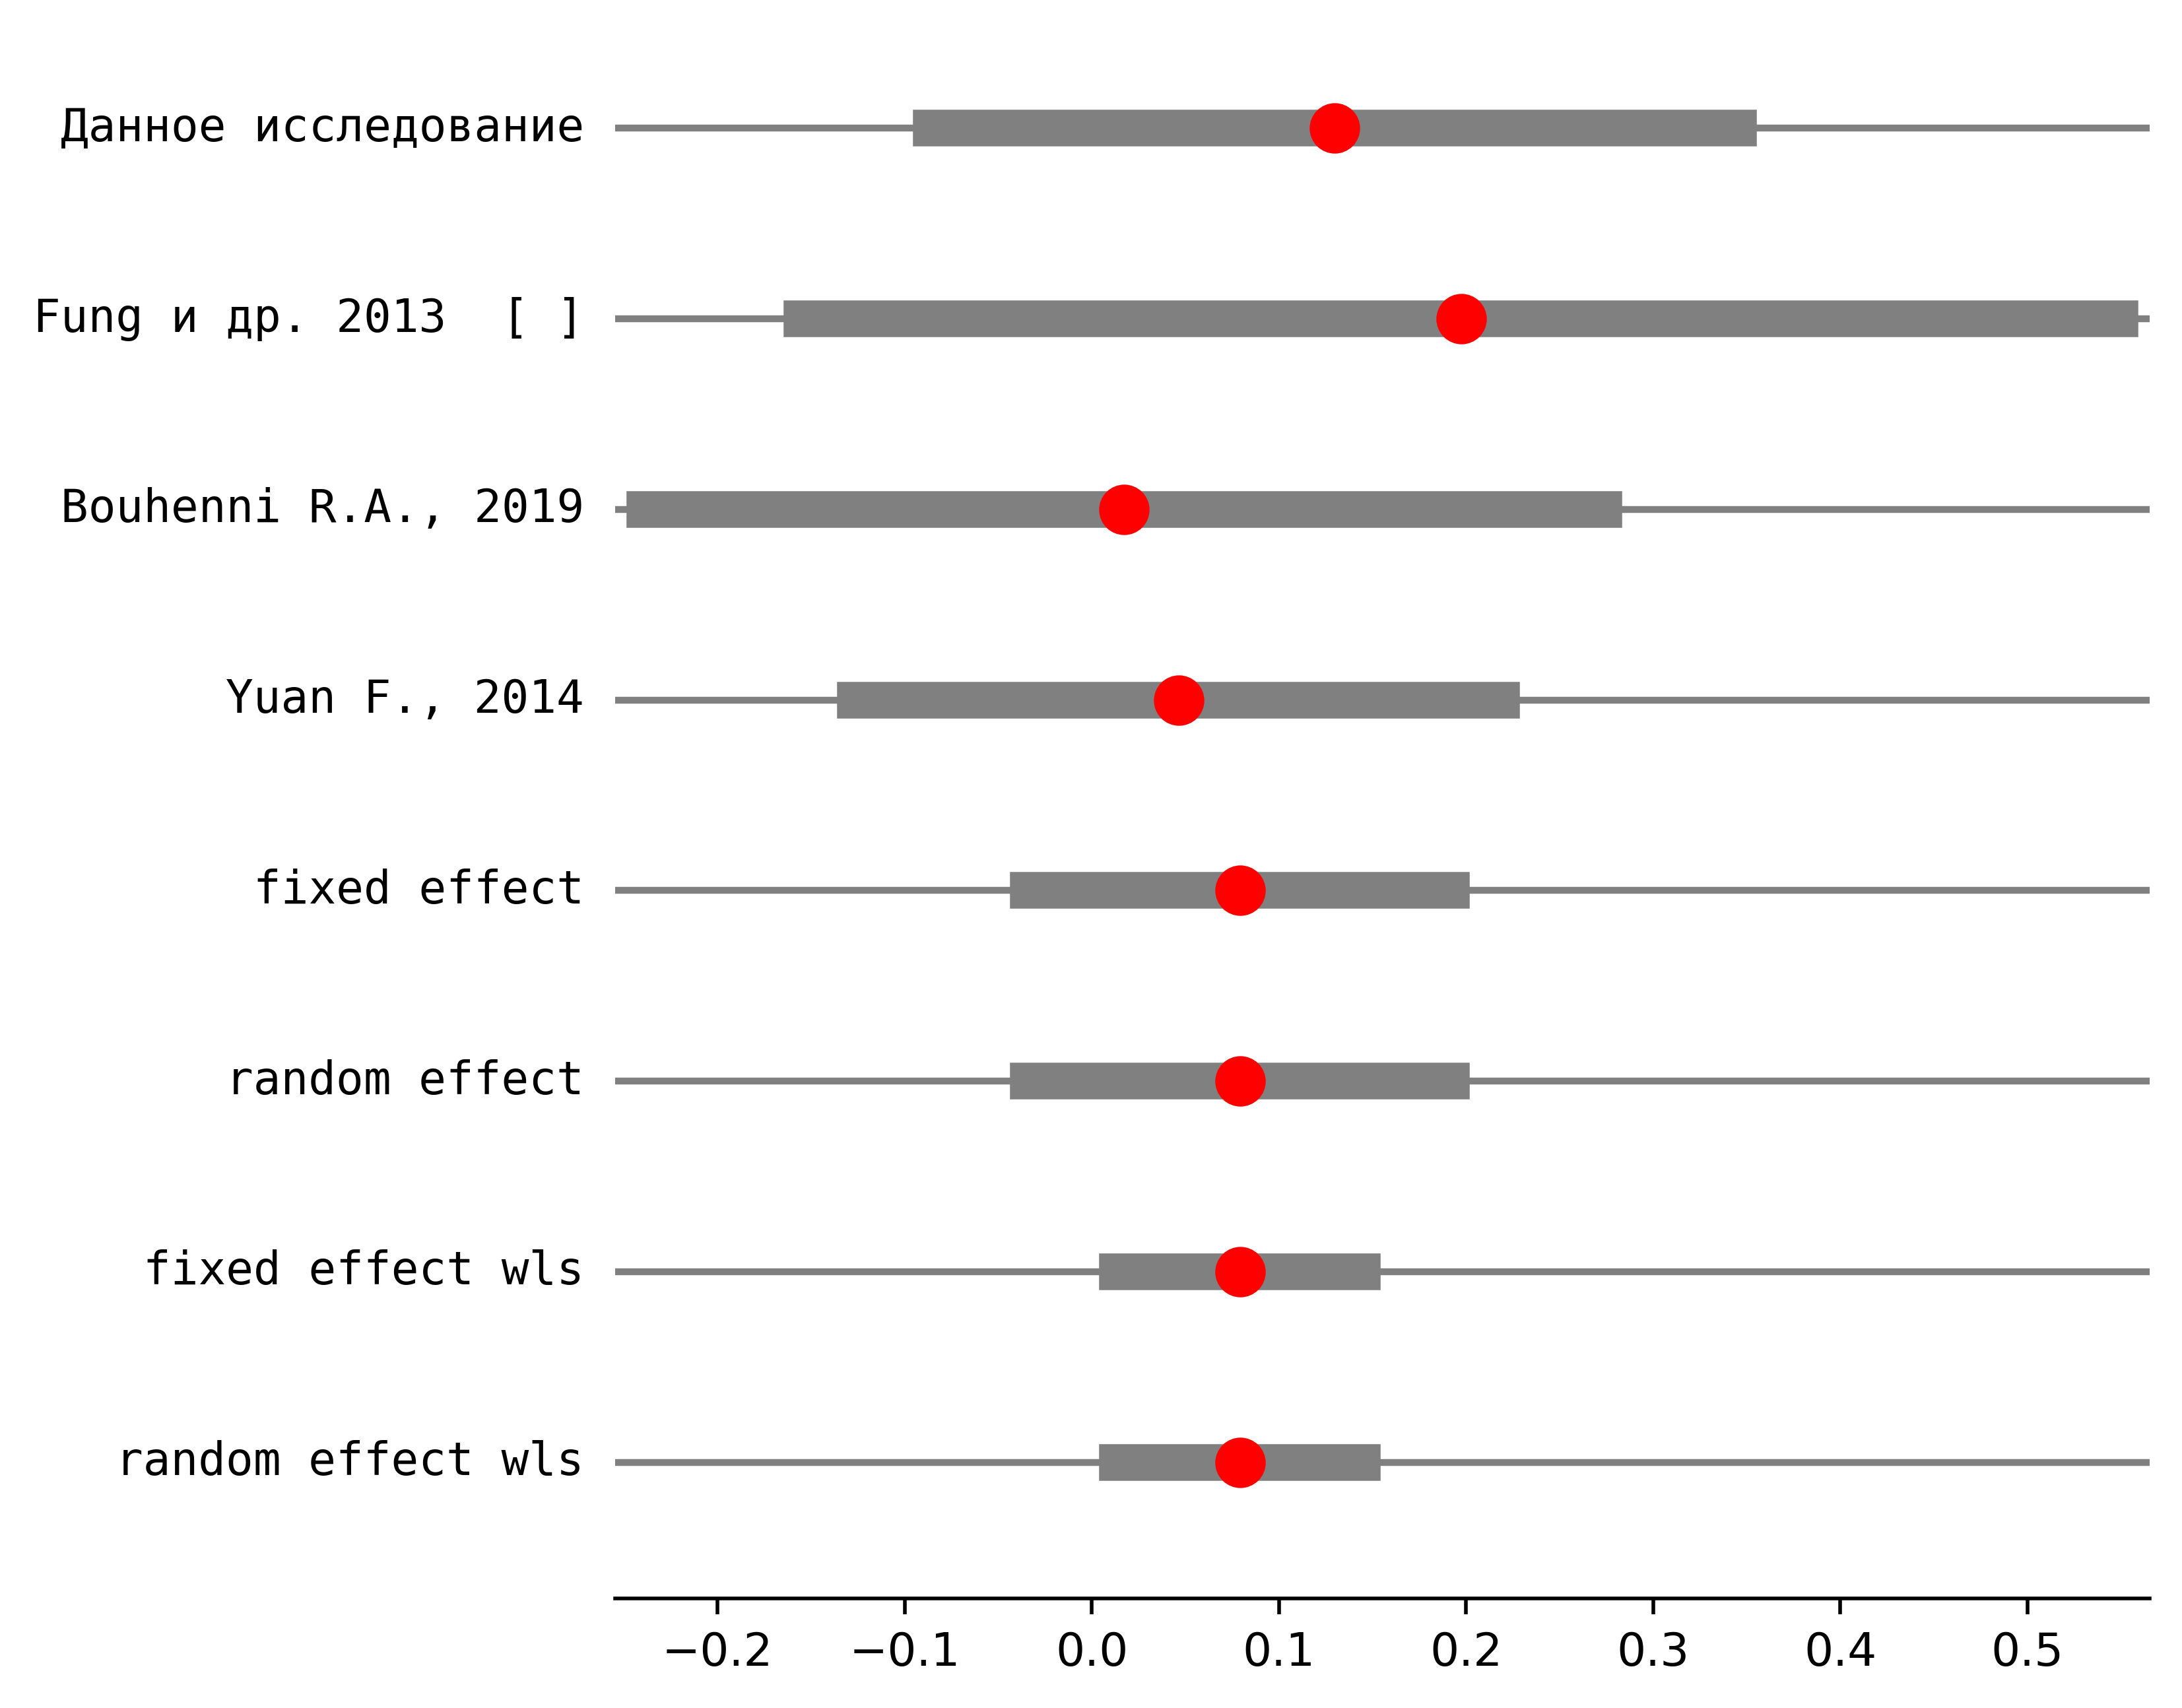 Данное исследование
Fung и др. 2013  [ ]
Bouhenni R.A., 2019
Yuan F., 2014
fixed effect
random effect
fixed effect wls
random effect wls
−0.2 −0.1 0.0 0.1 0.2 0.3 0.4 0.5